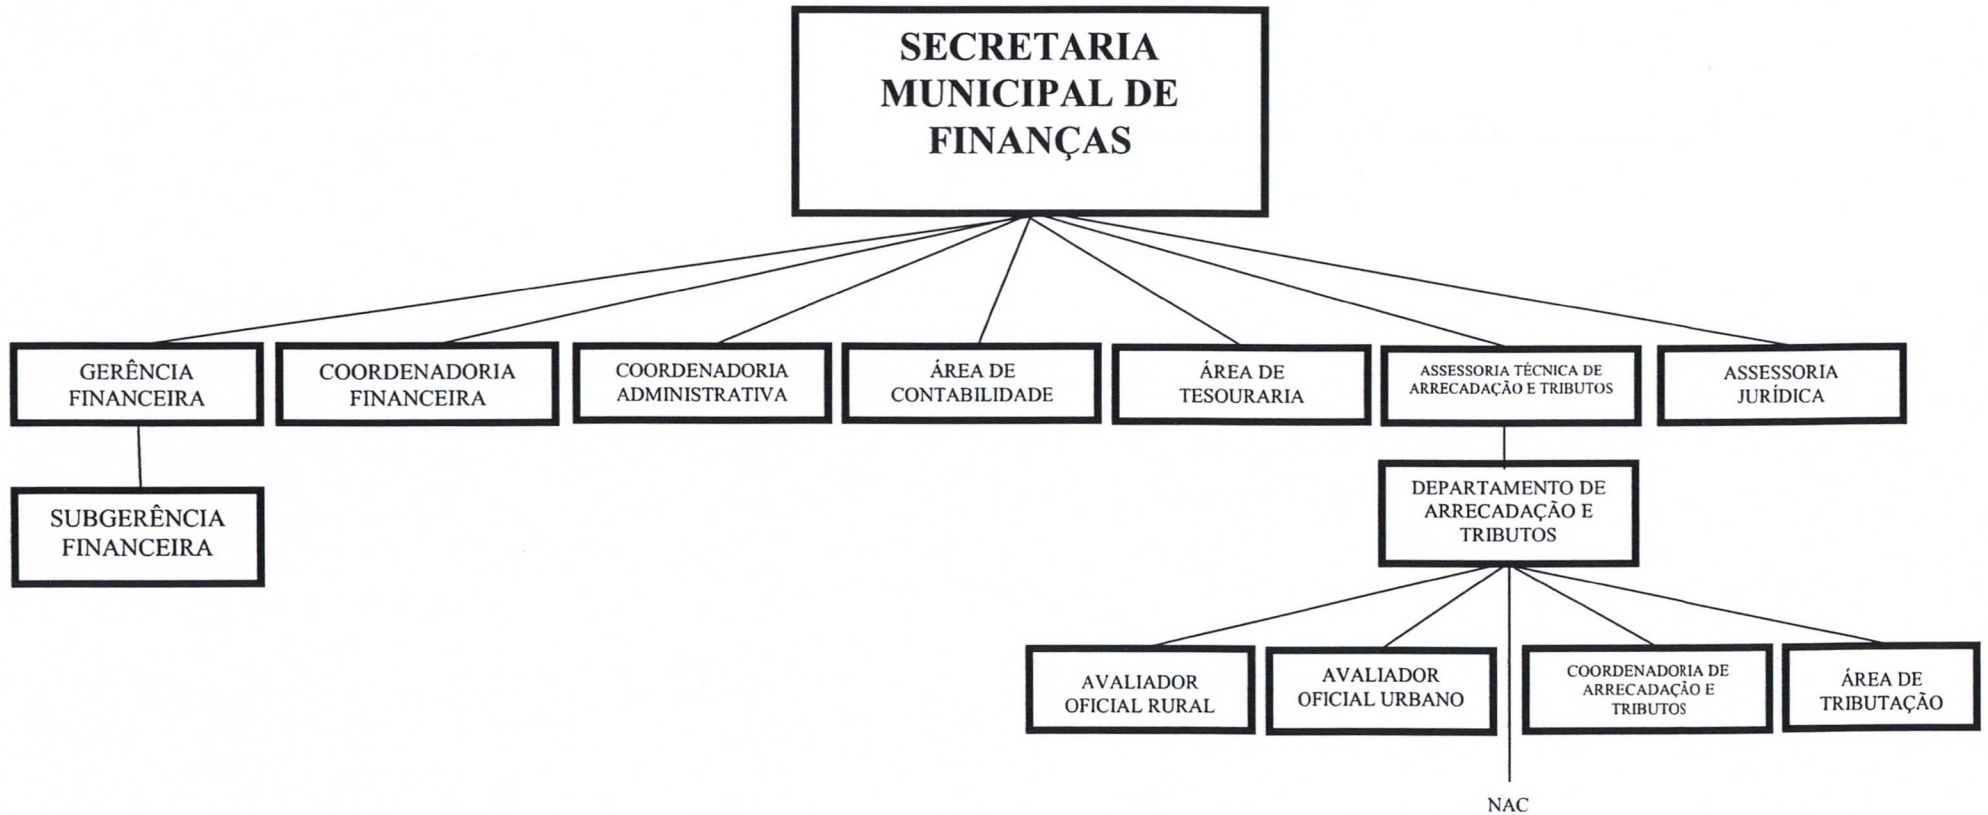 SECRETARIA
MUNICIPAL DE
FINANÇAS
GERÊNCIA
FINANCEIRA
COORDENADORIA
FINANCEIRA
COORDENADORIA
ADMINISTRATIVA
ÁREA DE
CONTABILIDADE
ÁREA DE
TESOURARIA
ASSESSORIA TÉCNICA DE
ARRECADAÇÃO E TRIBUTOS
ASSESSORIA
JURÍDICA
SUBGERÊNCIA
FINANCEIRA
DEPARTAMENTO DE
ARRECADAÇÃO E
TRIBUTOS
AVALIADOR
OFICIAL RURAL
AVALIADOR
OFICIAL URBANO
COORDENADORIA DE
ARRECADAÇÃO E
TRIBUTOS
ÁREA DE
TRIBUTAÇÃO
NAC